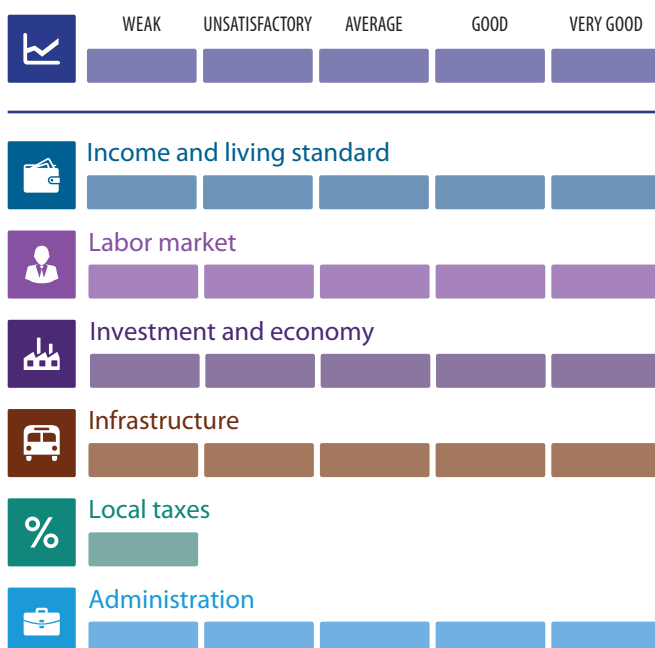 WEAK UNSATISFACTORY AVERAGE GOOD VERY GOOD
Income and living standard
Labor market
Investment and economy
Infrastructure
%
Local taxes
Administration